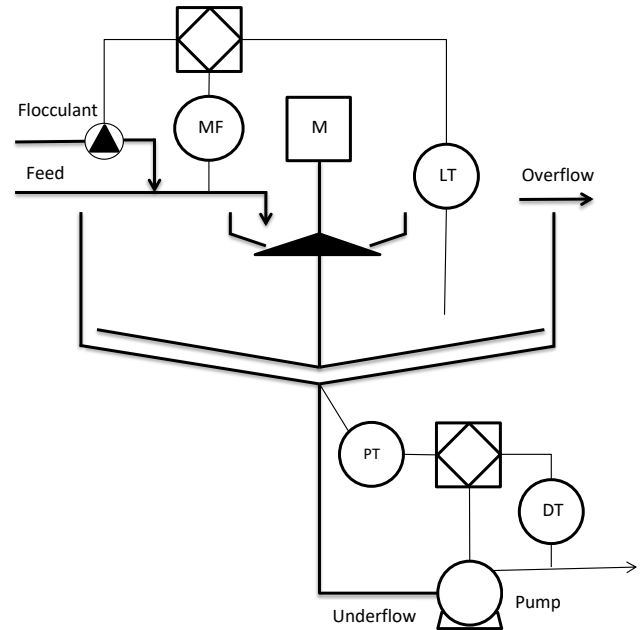 Flocculant
MF
M
Feed
LT
Overflow
PT
DT
Underflow
Pump